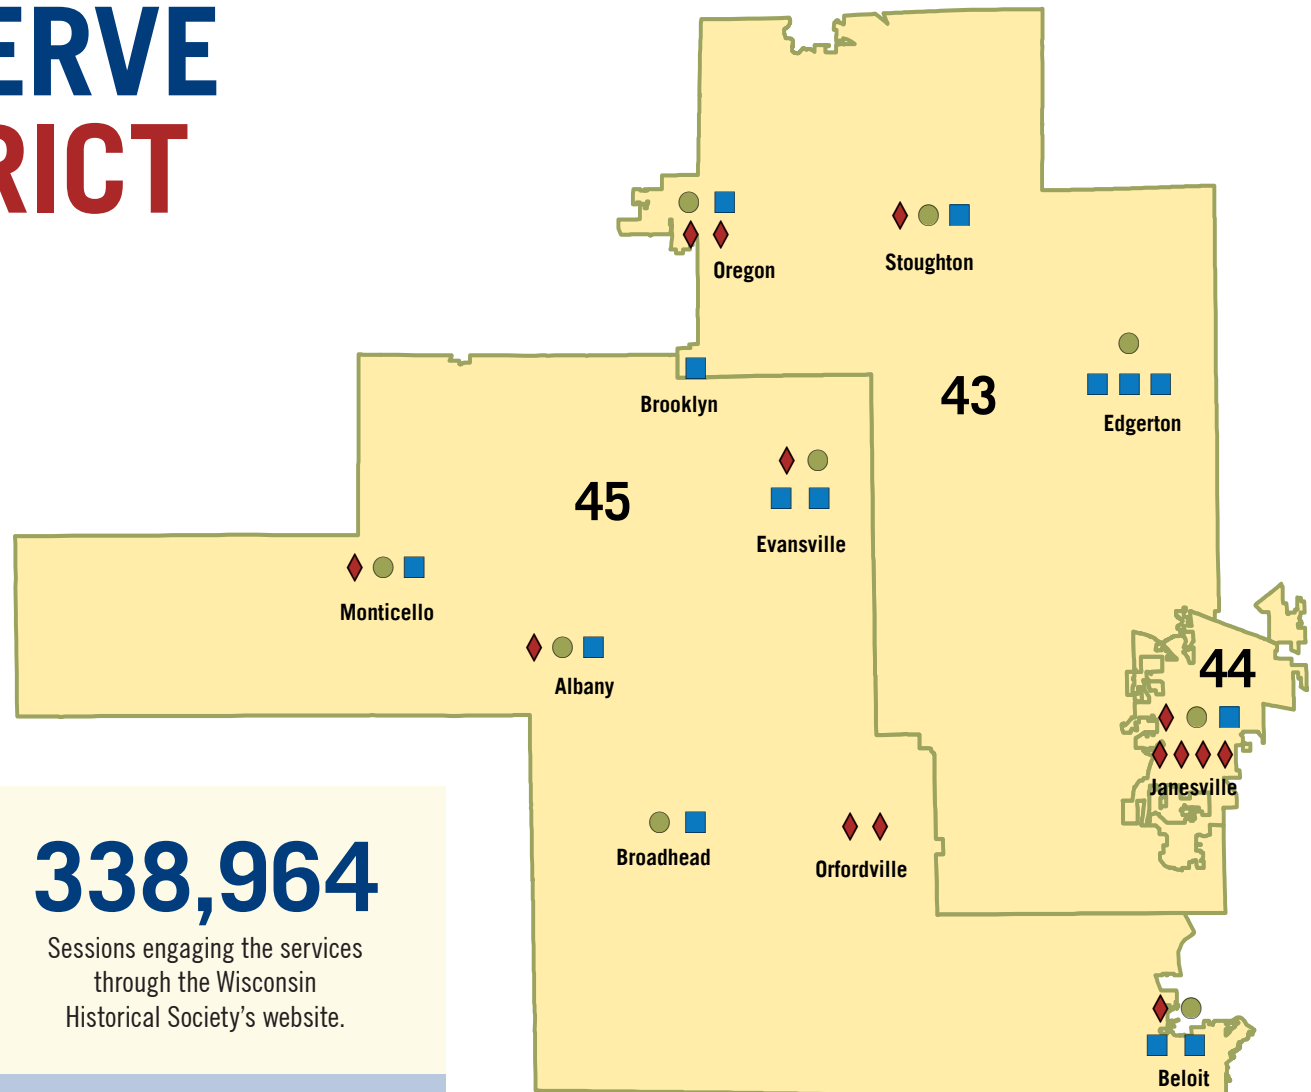 ERVE
RICT
Oregon
Stoughton
Brooklyn
43
Edgerton
45
Evansville
Monticello
44
Albany
Janesville
Broadhead
Orfordville
338,964
Sessions engaging the services
through the Wisconsin
Historical Society’s website.
Beloit